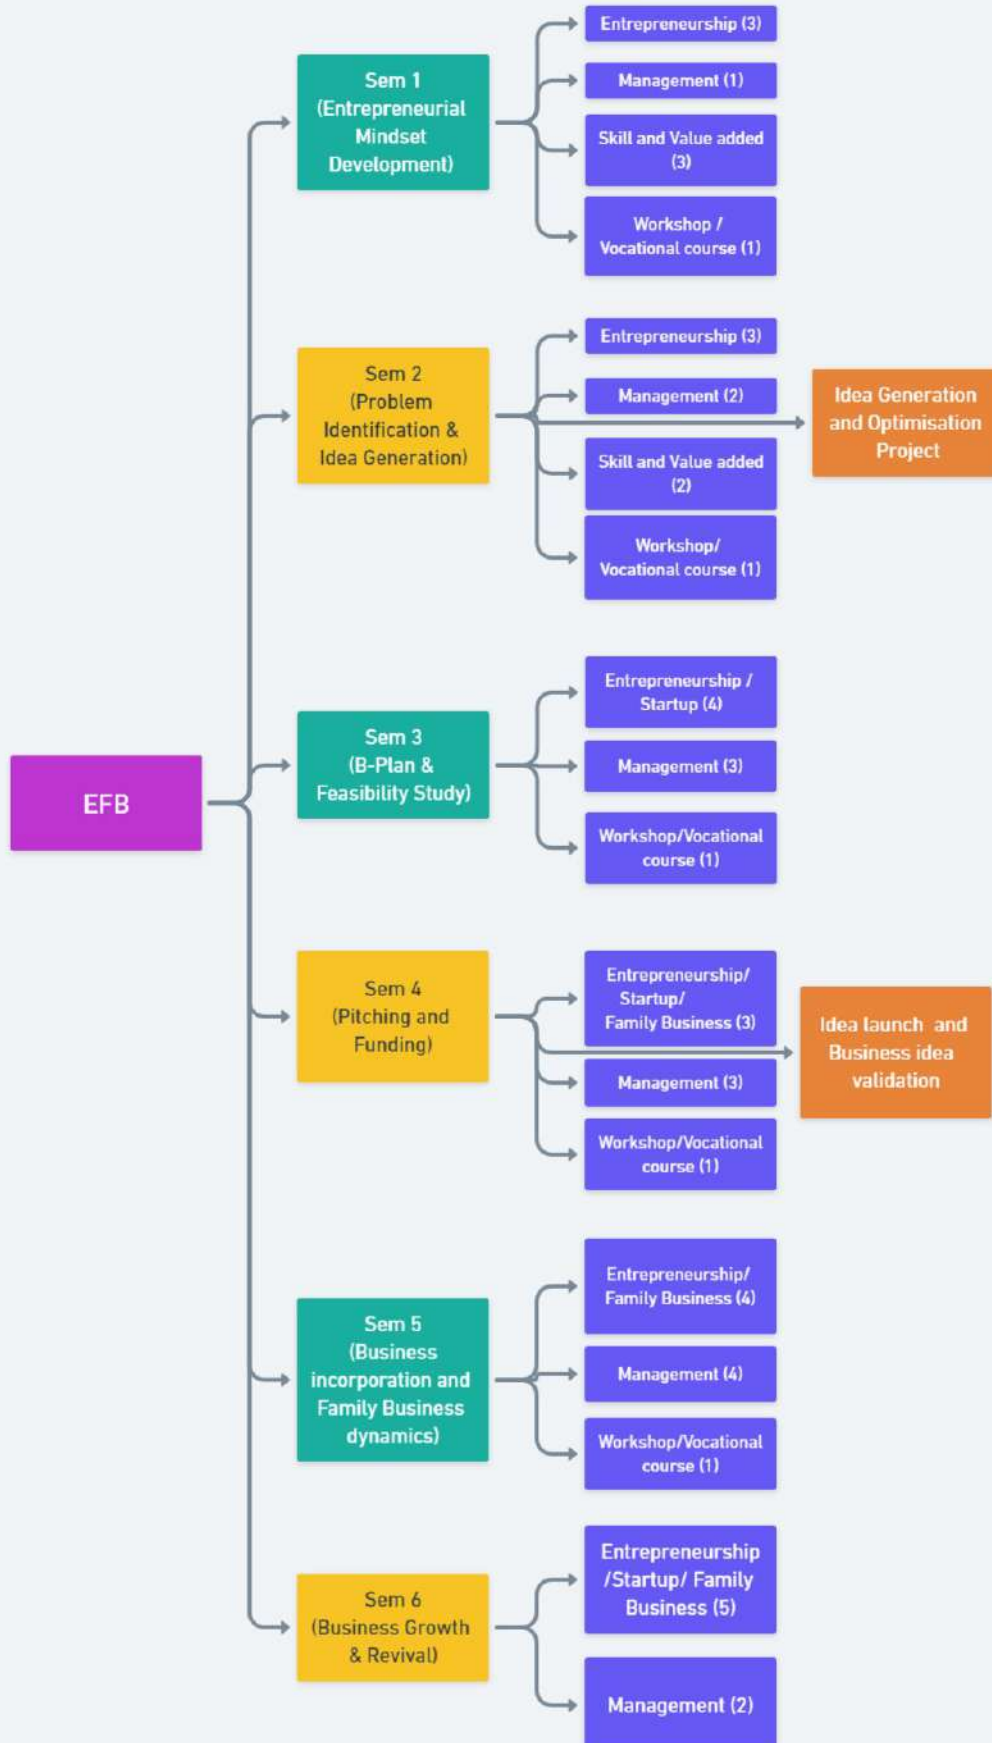 EFB
Sem 1
(Entrepreneurial
Mindset
Development)
Entrepreneurship (3)
Management (1)
Skill and Value added
(3)
Workshop /
Vocational course (1)
Sem 2
(Problem
Identification &
Idea Generation)
Entrepreneurship (3)
Management (2)
Skill and Value added
(2)
Workshop/
Vocational course (1)
Idea Generation
and Optimisation
Project
Sem 3
(B-Plan &
Feasibility Study)
Entrepreneurship /
Startup (4)
Management (3)
Workshop/Vocational
course (1)
Sem 4
(Pitching and
Funding)
Entrepreneurship/
Startup/
Family Business (3)
Management (3)
Workshop/Vocational
course (1)
Idea launch and
Business idea
validation
Sem 5
(Business
incorporation and
Family Business
dynamics)
Entrepreneurship/
Family Business (4)
Management (4)
Workshop/Vocational
course (1)
Sem 6
(Business Growth
& Revival)
Entrepreneurship
/Startup/ Family
Business (5)
Management (2)